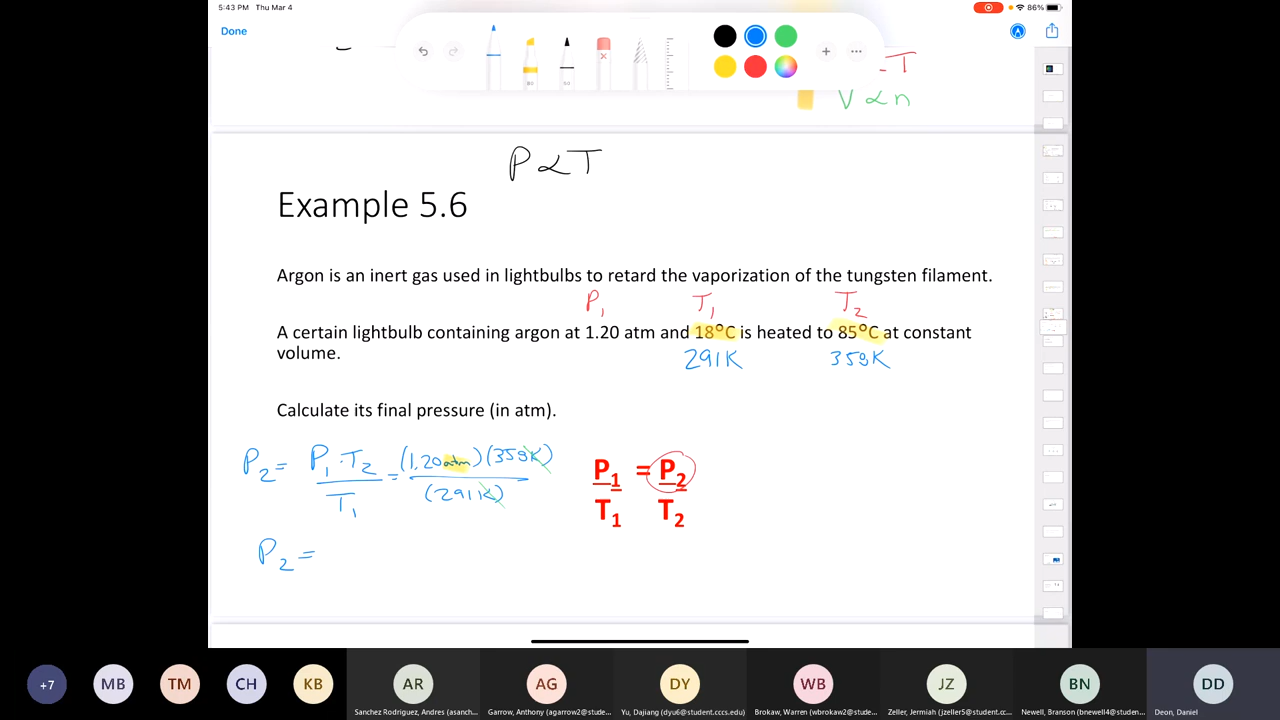 5:43 PM Thu Mar 4
86%
Done
-T
V ∝ n
P ∝ T
Example 5.6
Argon is an inert gas used in lightbulbs to retard the vaporization of the tungsten filament.
P₁ T₁ T₂
A certain lightbulb containing argon at 1.20 atm and 18°C is heated to 85°C at constant
volume.
291K 358K
Calculate its final pressure (in atm).
P₂ = P₁·T₂ / T₁ = (1.20 atm)(358K) / (291K)
P₁ = P₂
T₁ T₂
P₂ =
+7 MB TM CH KB AR AG DY WB JZ BN DD
Sanchez Rodriguez, Andres (asanch... Garrow, Anthony (agarrow2@stude... Yu, Dajiang (dyu6@student.cccs.edu) Brokaw, Warren (wbrokaw2@stude... Zeller, Jermiah (jzeller5@student.cc... Newell, Branson (bnewell4@studen... Deon, Daniel